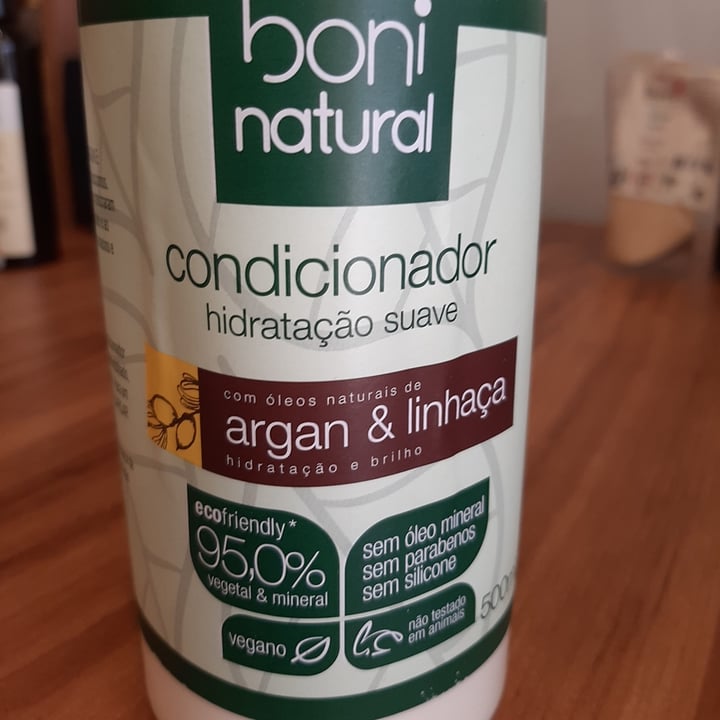 boni
natural
condicionador
hidratação suave
com óleos naturais de
argan & linhaça
hidratação e brilho
ecofriendly*
95,0%
vegetal & mineral
sem óleo mineral
sem parabenos
sem silicone
vegano
não testado
em animais